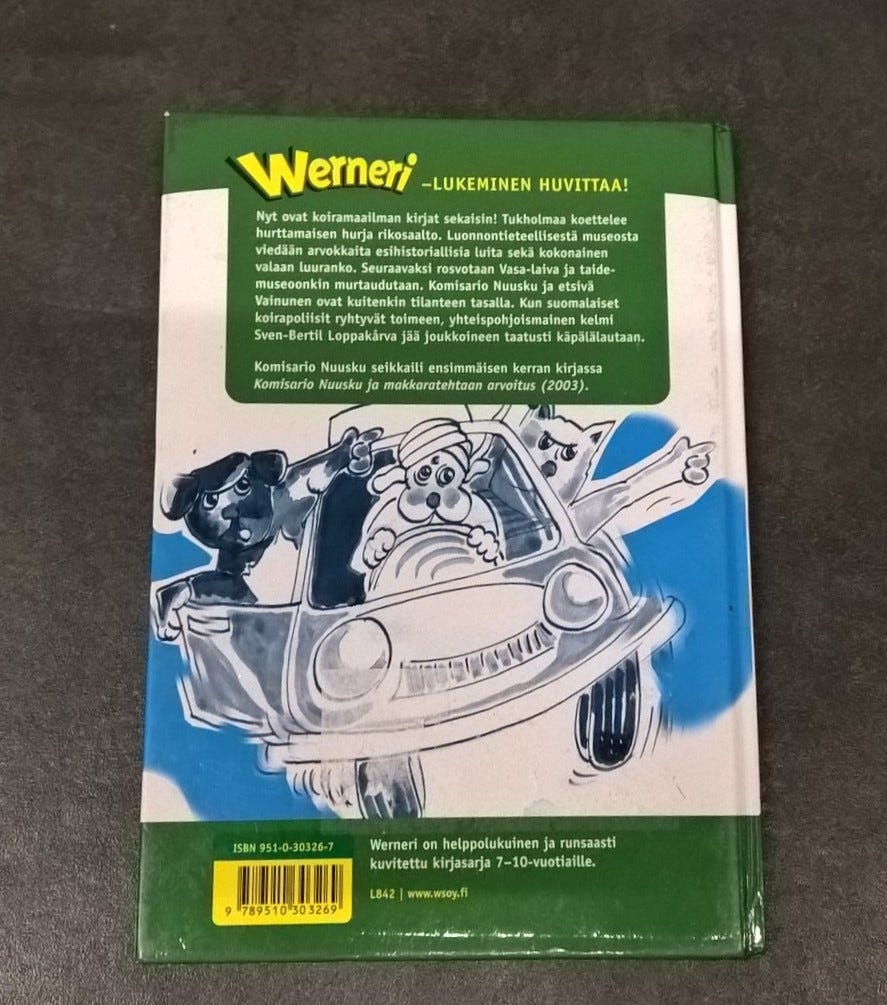 Werneri –LUKEMINEN HUVITTAA!
Nyt ovat koiramaailman kirjat sekaisin! Tukholmaa koettelee
hurttamaisen hurja rikosaalto. Luonnontieteellisestä museosta
viedään arvokkaita esihistoriallisia luita sekä kokonainen
valaan luuranko. Seuraavaksi rosvotaan Vasa-laiva ja taide-
museoonkin murtaudutaan. Komisario Nuusku ja etsivä
Vainunen ovat kuitenkin tilanteen tasalla. Kun suomalaiset
koirapoliisit ryhtyvät toimeen, yhteispohjoismainen kelmi
Sven-Bertil Loppakårva jää joukkoineen taatusti käpälälautaan.
Komisario Nuusku seikkaili ensimmäisen kerran kirjassa
Komisario Nuusku ja makkaratehtaan arvoitus (2003).
ISBN 951-0-30326-7
9 789510 303269
Werneri on helppolukuinen ja runsaasti
kuvitettu kirjasarja 7–10-vuotiaille.
L842 | www.wsoy.fi